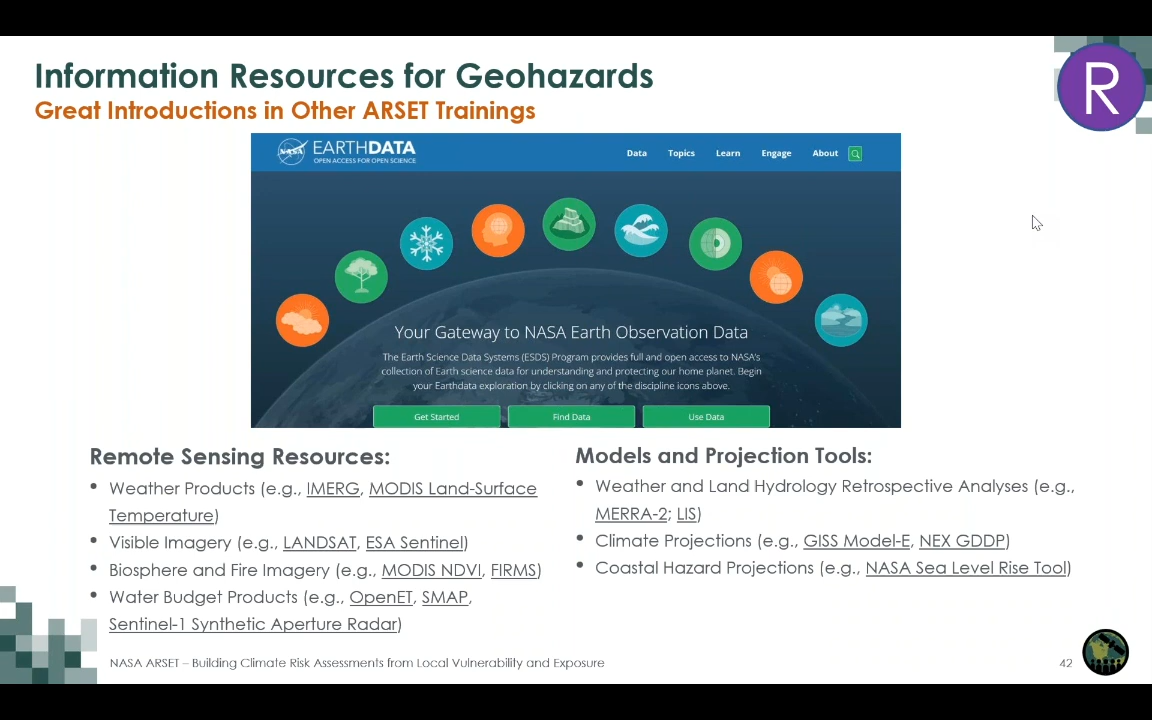 Information Resources for Geohazards
Great Introductions in Other ARSET Trainings
R
NASA EARTHDATA
OPEN ACCESS FOR OPEN SCIENCE
Data Topics Learn Engage About
Your Gateway to NASA Earth Observation Data
The Earth Science Data Systems (ESDS) Program provides full and open access to NASA's
collection of Earth science data for understanding and protecting our home planet. Begin
your Earthdata exploration by clicking on any of the discipline icons above.
Get Started Find Data Use Data
Remote Sensing Resources:
• Weather Products (e.g., IMERG, MODIS Land-Surface
Temperature)
• Visible Imagery (e.g., LANDSAT, ESA Sentinel)
• Biosphere and Fire Imagery (e.g., MODIS NDVI, FIRMS)
• Water Budget Products (e.g., OpenET, SMAP,
Sentinel-1 Synthetic Aperture Radar)
Models and Projection Tools:
• Weather and Land Hydrology Retrospective Analyses (e.g.,
MERRA-2; LIS)
• Climate Projections (e.g., GISS Model-E, NEX GDDP)
• Coastal Hazard Projections (e.g., NASA Sea Level Rise Tool)
NASA ARSET – Building Climate Risk Assessments from Local Vulnerability and Exposure
42